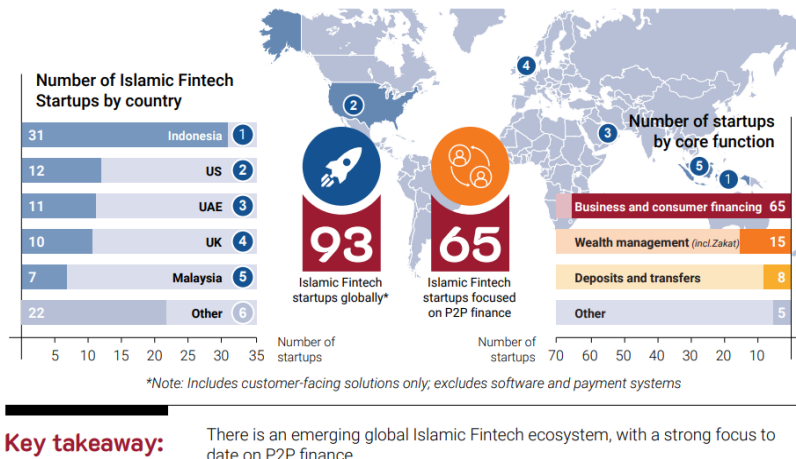 Number of Islamic Fintech
Startups by country
31 Indonesia 1
12 US 2
11 UAE 3
10 UK 4
7 Malaysia 5
22 Other 6
5 10 15 20 25 30 35
Number of
startups
4
2
3
5
1
93
Islamic Fintech
startups globally*
65
Islamic Fintech
startups focused
on P2P finance
Number of startups
by core function
Business and consumer financing 65
Wealth management (incl.Zakat) 15
Deposits and transfers 8
Other 5
Number of
startups
70 60 50 40 30 20 10
*Note: Includes customer-facing solutions only; excludes software and payment systems
Key takeaway:
There is an emerging global Islamic Fintech ecosystem, with a strong focus to
date on P2P finance